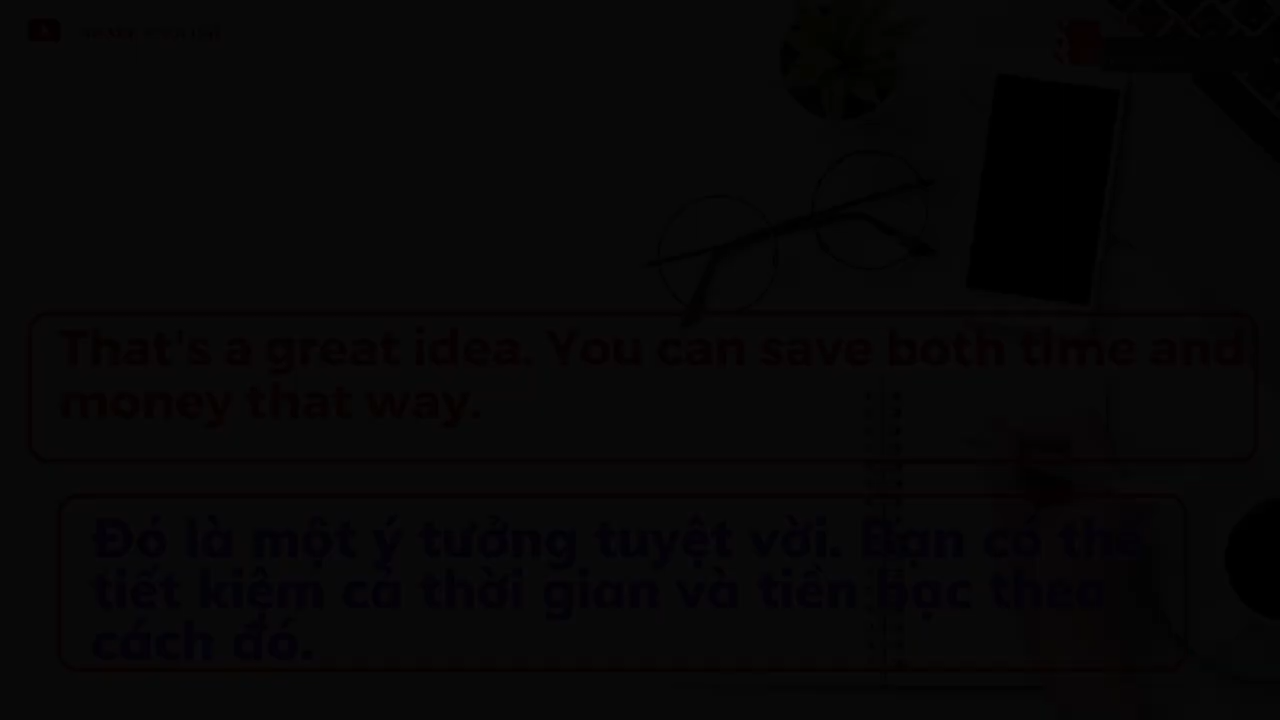 That's a great idea. You can save both time and
money that way.
Đó là một ý tưởng tuyệt vời. Bạn có thể
tiết kiệm cả thời gian và tiền bạc theo
cách đó.